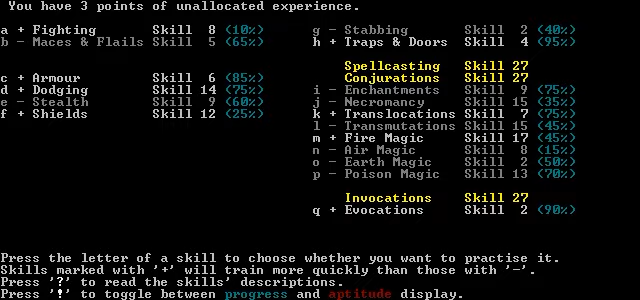 You have 3 points of unallocated experience.
a + Fighting Skill 8 (10%) g - Stabbing Skill 2 (40%)
b - Maces & Flails Skill 5 (65%) h + Traps & Doors Skill 4 (95%)
Spellcasting Skill 27
c + Armour Skill 6 (85%) Conjurations Skill 27
d + Dodging Skill 14 (75%) i - Enchantments Skill 9 (75%)
e - Stealth Skill 9 (60%) j - Necromancy Skill 15 (35%)
f + Shields Skill 12 (25%) k + Translocations Skill 7 (75%)
l - Transmutations Skill 15 (45%)
m + Fire Magic Skill 17 (45%)
n - Air Magic Skill 8 (15%)
o - Earth Magic Skill 2 (50%)
p - Poison Magic Skill 13 (70%)
Invocations Skill 27
q + Evocations Skill 2 (90%)
Press the letter of a skill to choose whether you want to practise it.
Skills marked with '+' will train more quickly than those with '-'.
Press '?' to read the skills' descriptions.
Press '!' to toggle between progress and aptitude display.